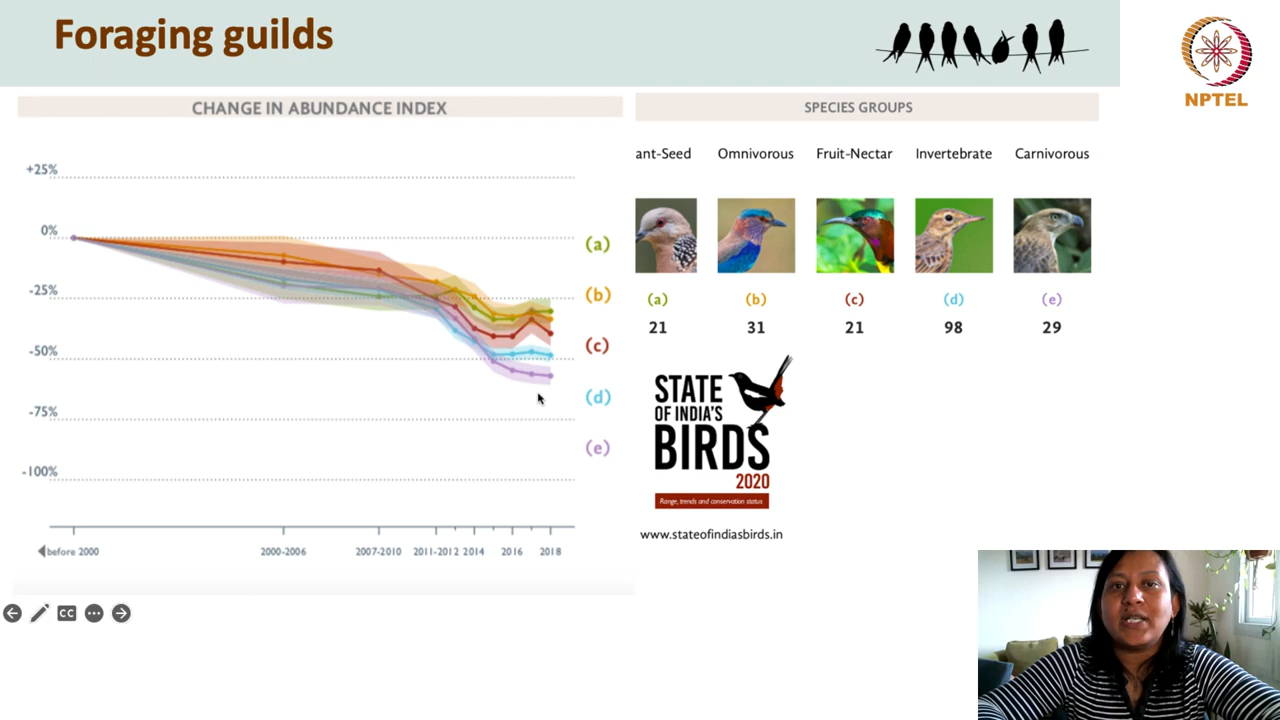 Foraging guilds
NPTEL
CHANGE IN ABUNDANCE INDEX
+25%
0%
-25%
-50%
-75%
-100%
(a)
(b)
(c)
(d)
(e)
before 2000
2000-2006
2007-2010
2011-2012
2014
2016
2018
SPECIES GROUPS
ant-Seed
Omnivorous
Fruit-Nectar
Invertebrate
Carnivorous
(a)
(b)
(c)
(d)
(e)
21
31
21
98
29
STATE
OF INDIA'S
BIRDS
2020
Range, trends and conservation status
www.stateofindiasbirds.in
CC